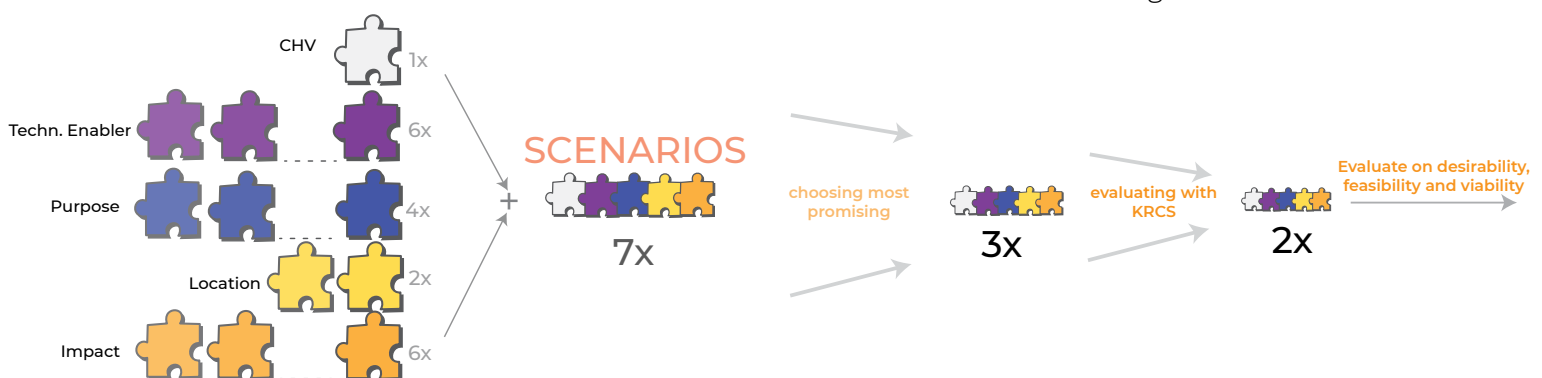 CHV
1x
Techn. Enabler
6x
Purpose
4x
Location
2x
Impact
6x
+
SCENARIOS
7x
choosing most
promising
3x
evaluating with
KRCS
2x
Evaluate on desirability,
feasibility and viability